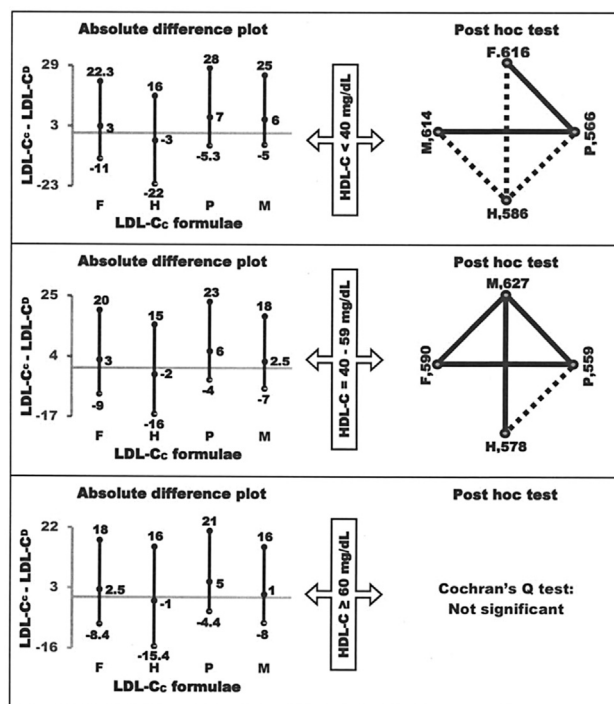 Absolute difference plot
Post hoc test
LDL-Cc - LDL-Cᴰ
29
3
-23
22.3
3
-11
16
-3
-22
28
7
-5.3
25
6
-5
F H P M
LDL-Cc formulae
HDL-C < 40 mg/dL
F.616
M,614
P,566
H,586
Absolute difference plot
Post hoc test
LDL-Cc - LDL-Cᴰ
25
4
-17
20
3
-9
15
-2
-16
23
6
-4
18
2.5
-7
F H P M
LDL-Cc formulae
HDL-C = 40 - 59 mg/dL
M,627
F,590
P,559
H,578
Absolute difference plot
Post hoc test
LDL-Cc - LDL-Cᴰ
22
3
-16
18
2.5
-8.4
16
-1
-15.4
21
5
-4.4
16
1
-8
F H P M
LDL-Cc formulae
HDL-C ≥ 60 mg/dL
Cochran's Q test:
Not significant